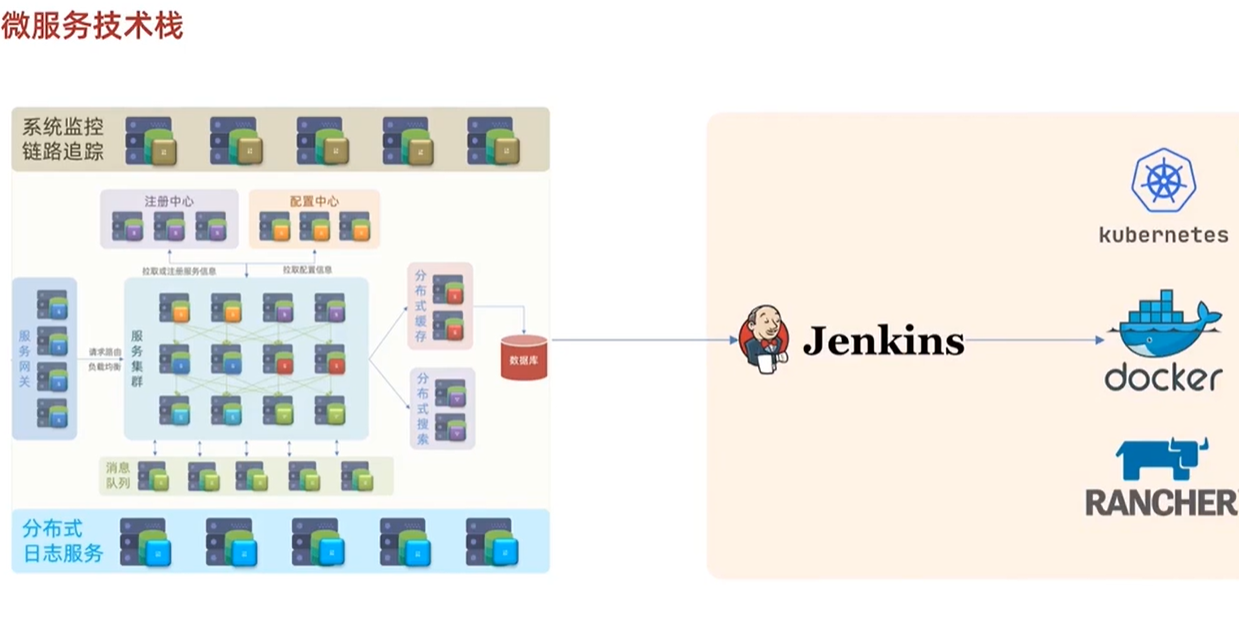 微服务技术栈
系统监控
链路追踪
注册中心
配置中心
拉取或注册服务信息
拉取配置信息
服务网关
请求路由
负载均衡
服务集群
分布式缓存
分布式搜索
数据库
消息
队列
分布式
日志服务
Jenkins
kubernetes
docker
RANCHER